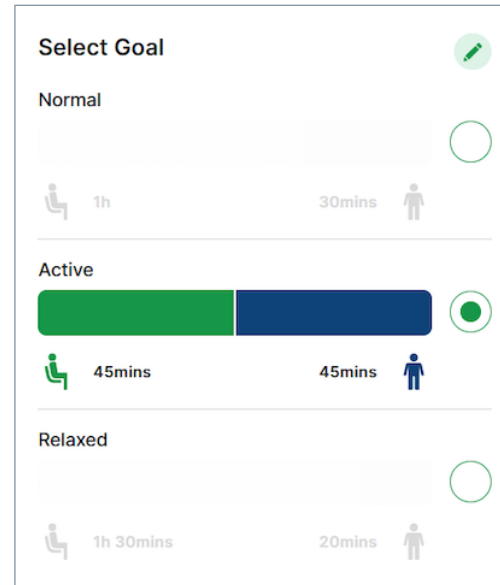 Select Goal
Normal
1h 30mins
Active
45mins 45mins
Relaxed
1h 30mins 20mins